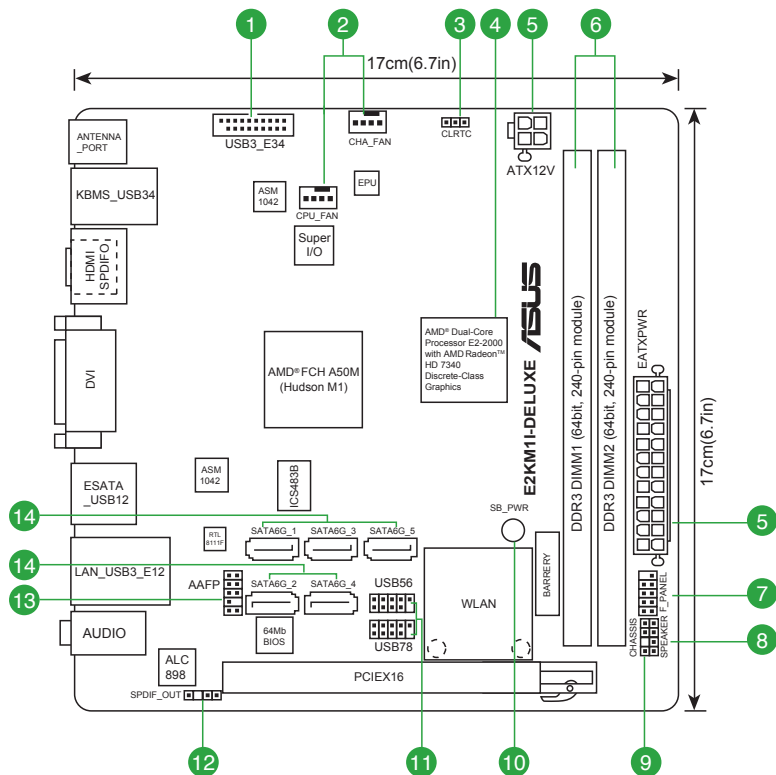 1
2
3
4
5
6
17cm(6.7in)
ANTENNA
_PORT
USB3_E34
CHA_FAN
CLRTC
ATX12V
KBMS_USB34
ASM
1042
EPU
CPU_FAN
Super
I/O
HDMI
SPDIFO
DVI
AMD® FCH A50M
(Hudson M1)
AMD® Dual-Core
Processor E2-2000
with AMD Radeon™
HD 7340
Discrete-Class
Graphics
E2KM1I-DELUXE
ASUS
DDR3 DIMM1 (64bit, 240-pin module)
DDR3 DIMM2 (64bit, 240-pin module)
EATXPWR
17cm(6.7in)
ESATA
_USB12
ASM
1042
ICS483B
14
SATA6G_1
SATA6G_3
SATA6G_5
SB_PWR
5
RTL
8111F
14
LAN_USB3_E12
AAFP
13
SATA6G_2
SATA6G_4
USB56
USB78
WLAN
BARRERY
F_PANEL
7
SPEAKER
8
CHASSIS
AUDIO
64Mb
BIOS
ALC
898
SPDIF_OUT
PCIEX16
12
11
10
9